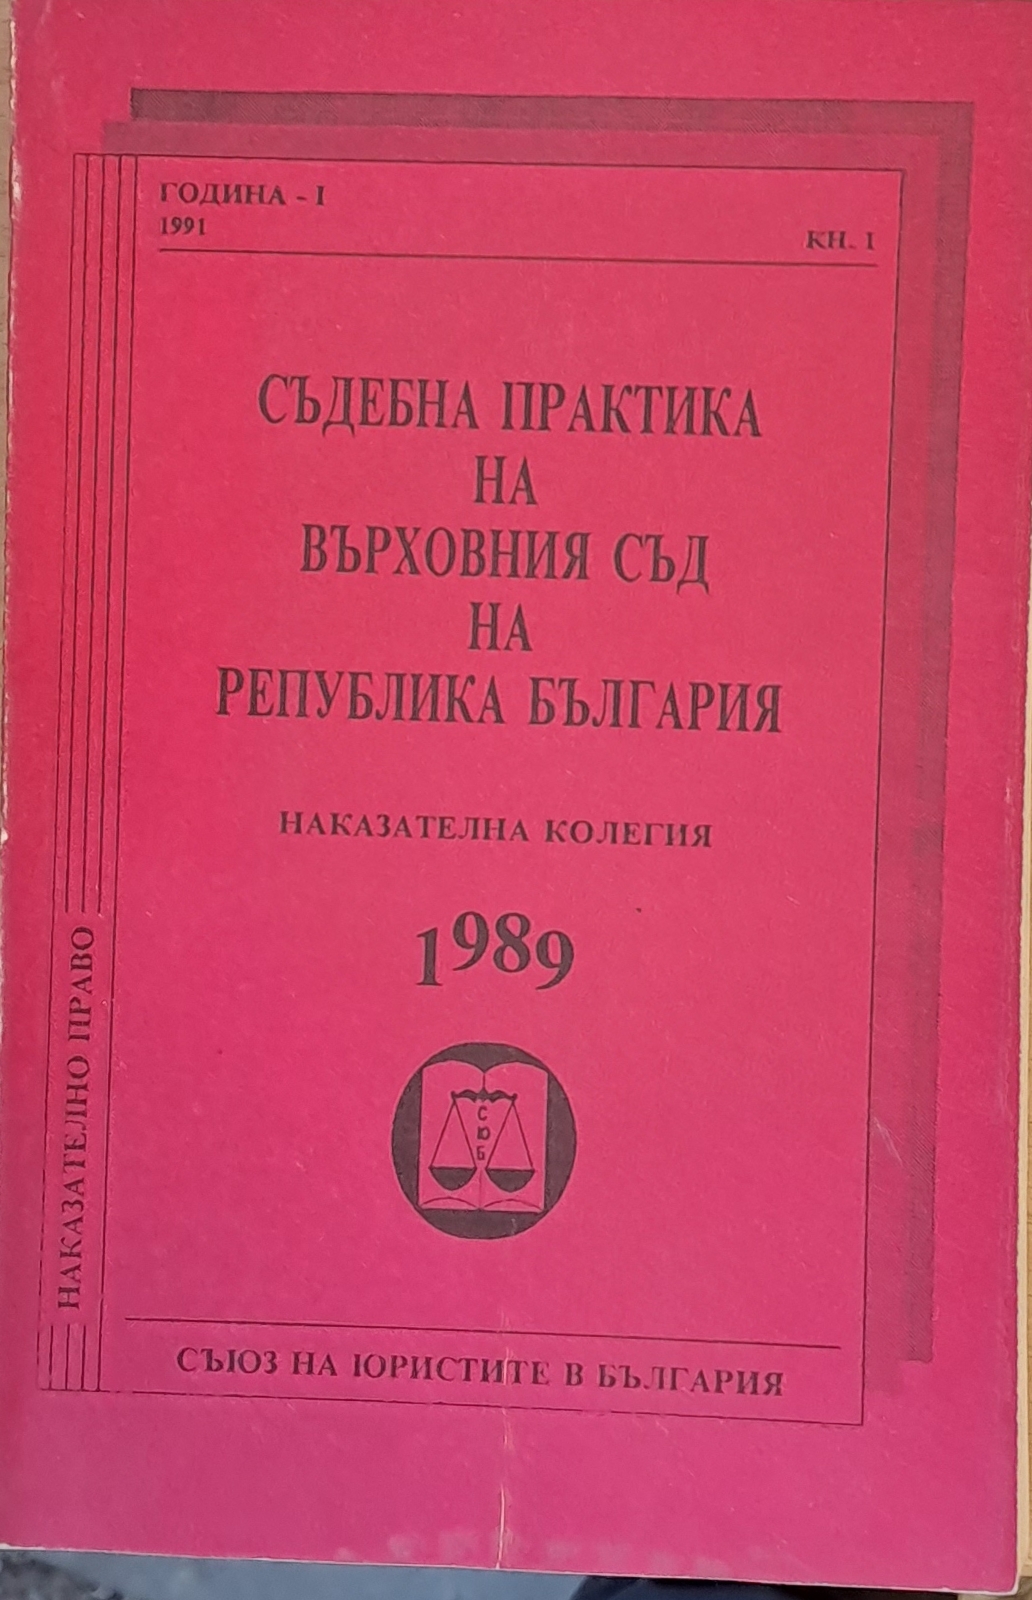 ГОДИНА - I
1991
КН. 1
СЪДЕБНА ПРАКТИКА
НА
ВЪРХОВНИЯ СЪД
НА
РЕПУБЛИКА БЪЛГАРИЯ
НАКАЗАТЕЛНА КОЛЕГИЯ
1989
С
Ю
Б
НАКАЗАТЕЛНО ПРАВО
СЪЮЗ НА ЮРИСТИТЕ В БЪЛГАРИЯ